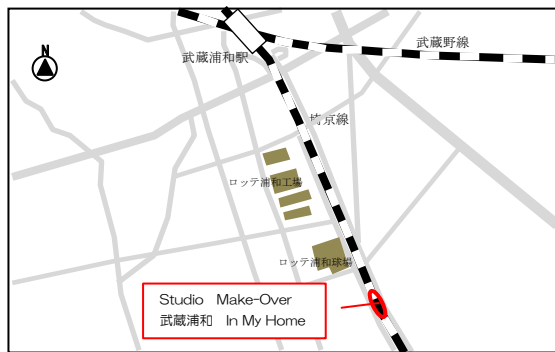 N
武蔵浦和駅
武蔵野線
埼京線
ロッテ浦和工場
ロッテ浦和球場
Studio Make-Over
武蔵浦和 In My Home